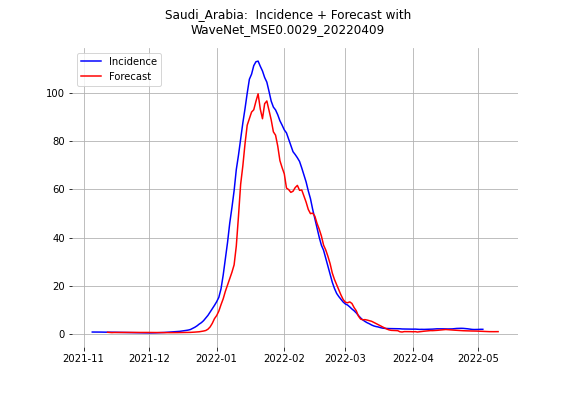 Saudi_Arabia:  Incidence + Forecast with
WaveNet_MSE0.0029_20220409
Incidence
Forecast
100
80
60
40
20
0
2021-11 2021-12 2022-01 2022-02 2022-03 2022-04 2022-05